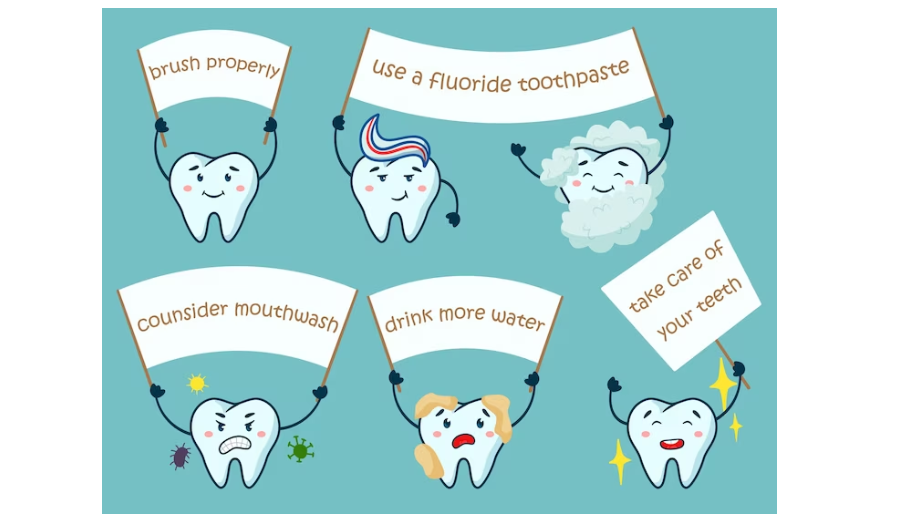 brush properly
use a fluoride toothpaste
counsider mouthwash
drink more water
take care of
your teeth